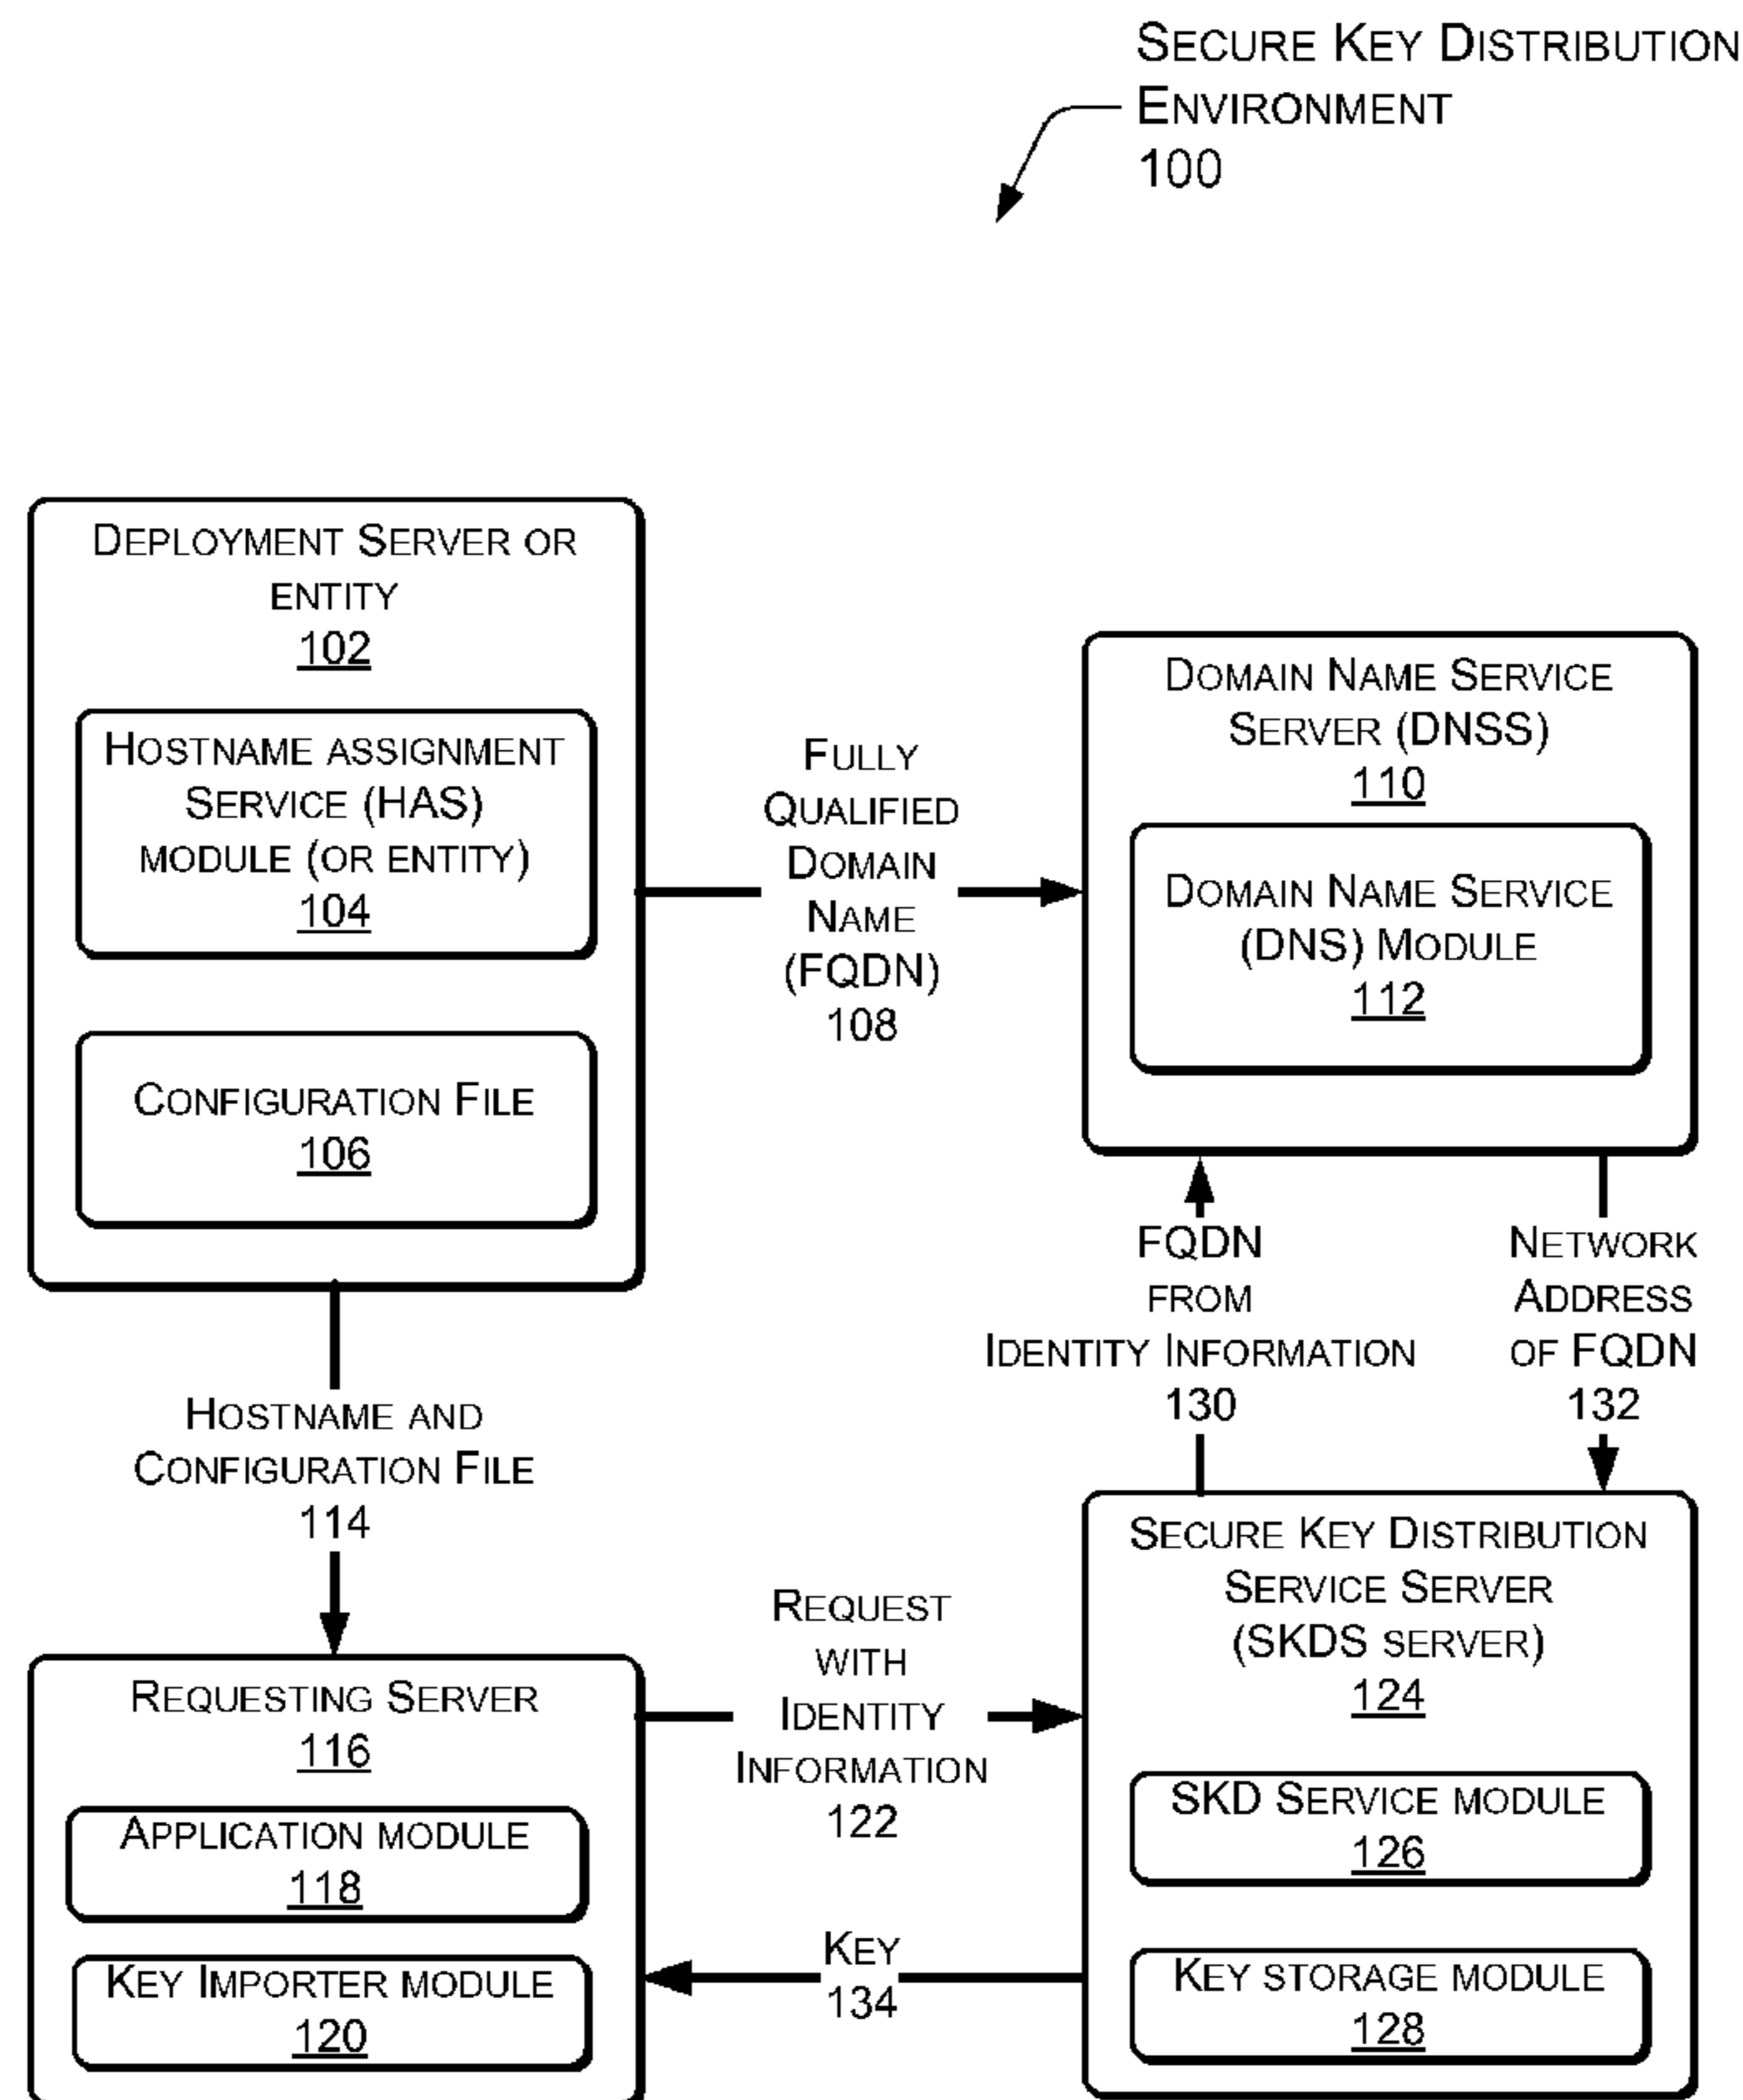 SECURE KEY DISTRIBUTION
ENVIRONMENT
100
DEPLOYMENT SERVER OR
ENTITY
102
HOSTNAME ASSIGNMENT
SERVICE (HAS)
MODULE (OR ENTITY)
104
CONFIGURATION FILE
106
FULLY
QUALIFIED
DOMAIN
NAME
(FQDN)
108
DOMAIN NAME SERVICE
SERVER (DNSS)
110
DOMAIN NAME SERVICE
(DNS) MODULE
112
HOSTNAME AND
CONFIGURATION FILE
114
FQDN
FROM
IDENTITY INFORMATION
130
NETWORK
ADDRESS
OF FQDN
132
REQUESTING SERVER
116
APPLICATION MODULE
118
KEY IMPORTER MODULE
120
REQUEST
WITH
IDENTITY
INFORMATION
122
KEY
134
SECURE KEY DISTRIBUTION
SERVICE SERVER
(SKDS SERVER)
124
SKD SERVICE MODULE
126
KEY STORAGE MODULE
128